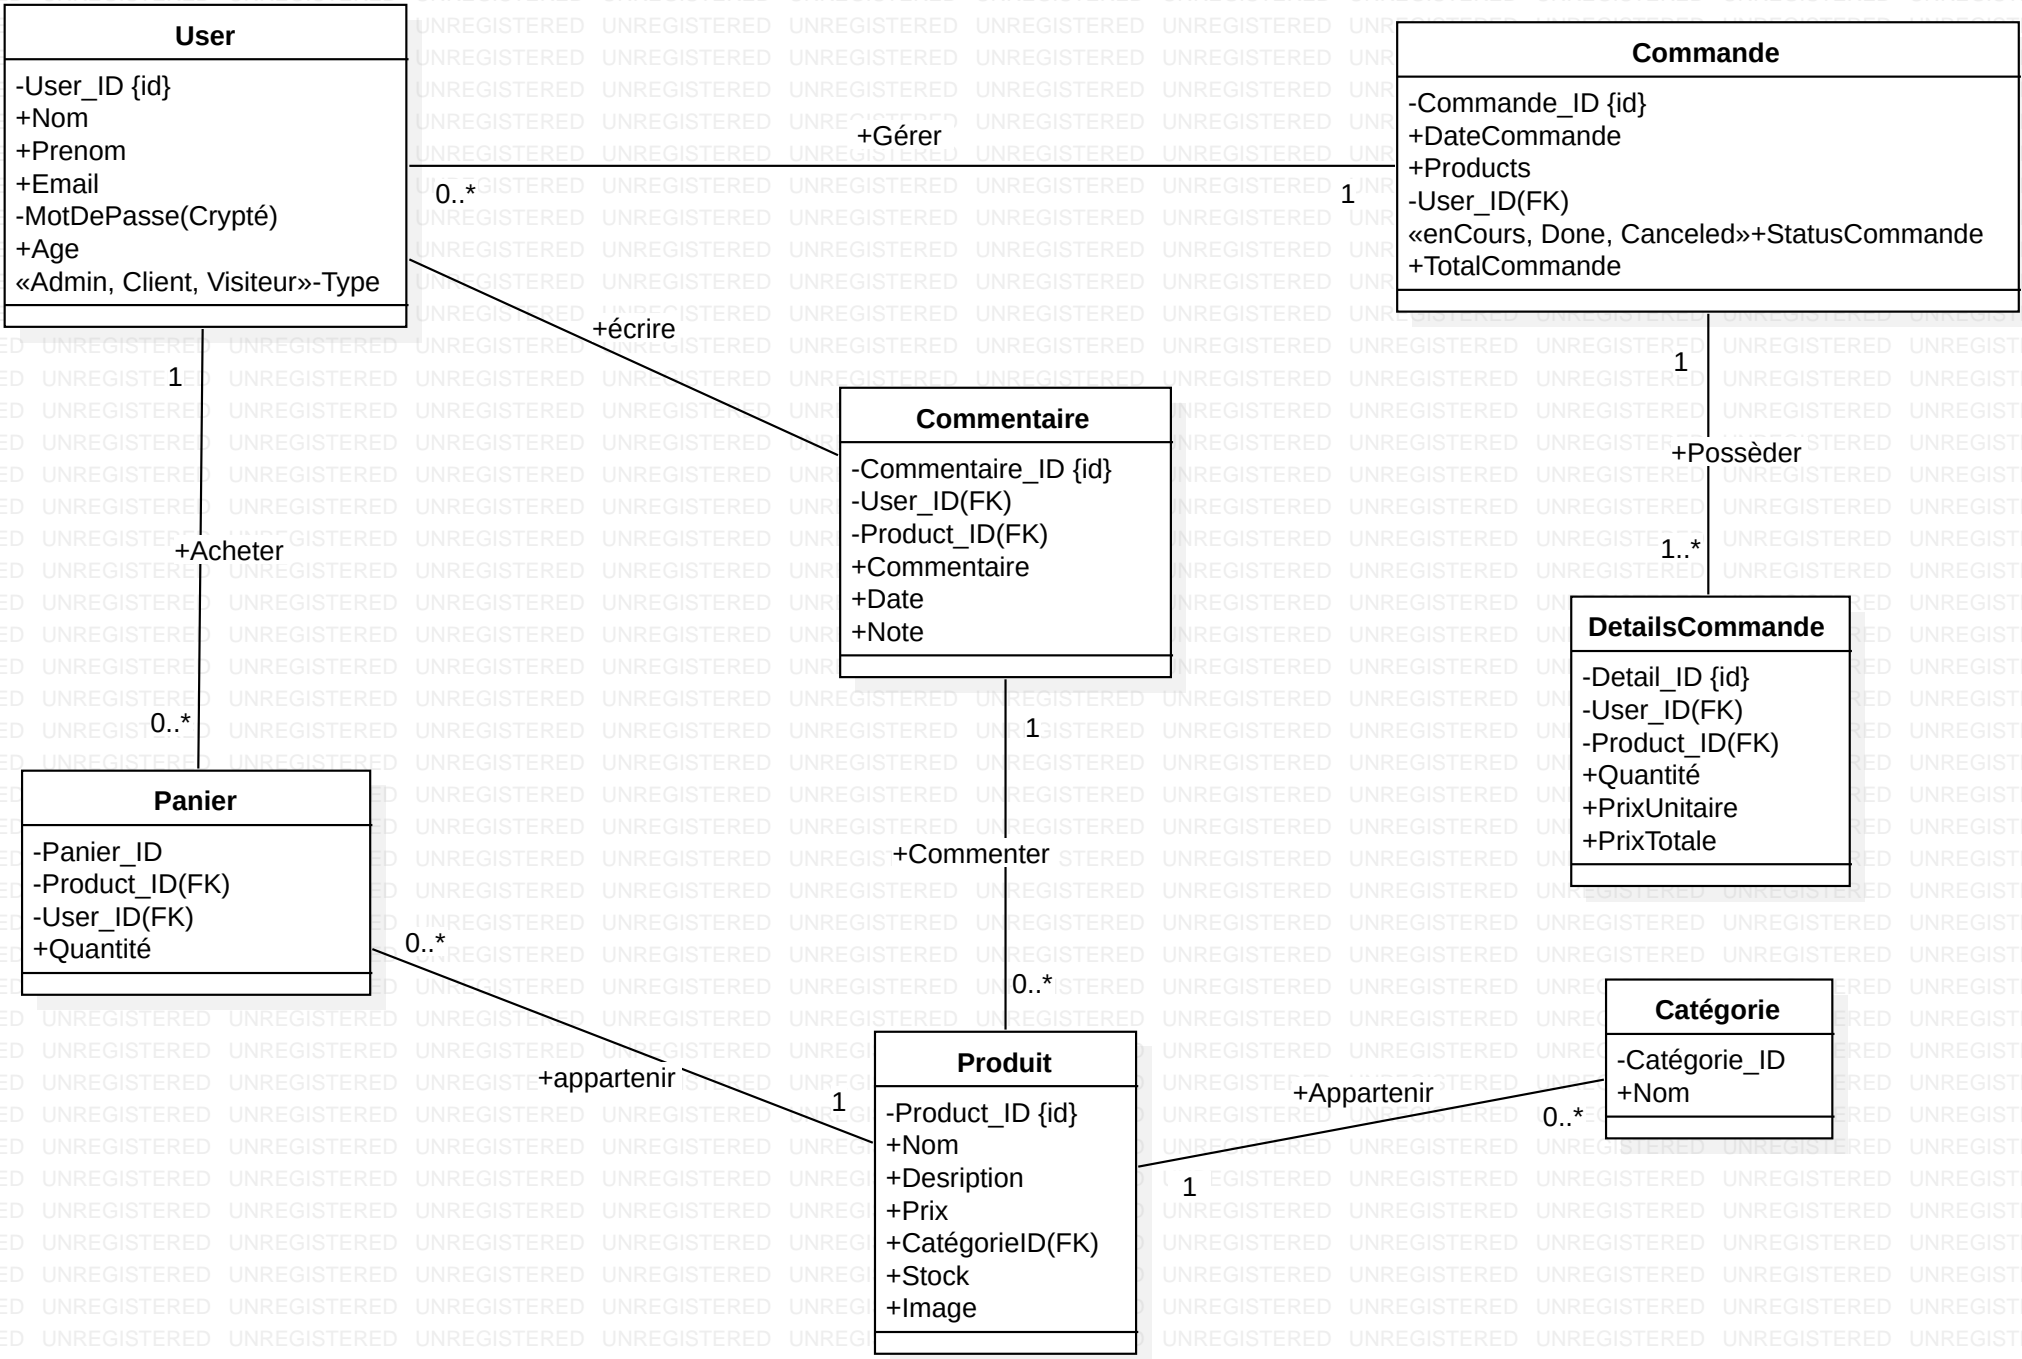 User
-User_ID {id}
+Nom
+Prenom
+Email
-MotDePasse(Crypté)
+Age
«Admin, Client, Visiteur»-Type
Commande
-Commande_ID {id}
+DateCommande
+Products
-User_ID(FK)
«enCours, Done, Canceled»+StatusCommande
+TotalCommande
+Gérer
0..*
1
+écrire
1
+Acheter
0..*
1
+Possèder
1..*
Commentaire
-Commentaire_ID {id}
-User_ID(FK)
-Product_ID(FK)
+Commentaire
+Date
+Note
DetailsCommande
-Detail_ID {id}
-User_ID(FK)
-Product_ID(FK)
+Quantité
+PrixUnitaire
+PrixTotale
1
+Commenter
0..*
Panier
-Panier_ID
-Product_ID(FK)
-User_ID(FK)
+Quantité
0..*
+appartenir
1
Produit
-Product_ID {id}
+Nom
+Desription
+Prix
+CatégorieID(FK)
+Stock
+Image
+Appartenir
0..*
1
Catégorie
-Catégorie_ID
+Nom
UNREGISTERED